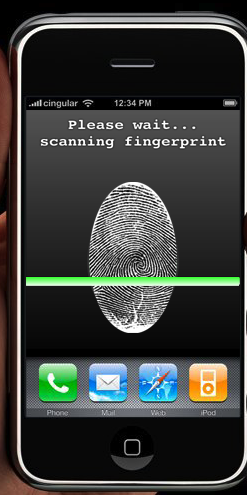 cingular 12:34 PM
Please wait...
scanning fingerprint
Phone Mail Web iPod